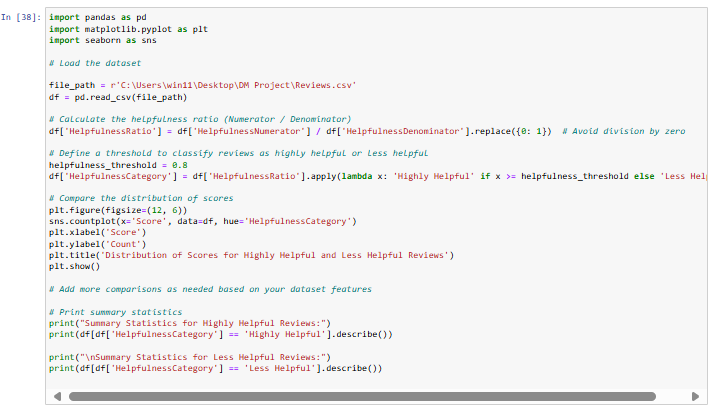 In [38]: import pandas as pd
import matplotlib.pyplot as plt
import seaborn as sns
# Load the dataset
file_path = r'C:\Users\win11\Desktop\DM Project\Reviews.csv'
df = pd.read_csv(file_path)
# Calculate the helpfulness ratio (Numerator / Denominator)
df['HelpfulnessRatio'] = df['HelpfulnessNumerator'] / df['HelpfulnessDenominator'].replace({0: 1})  # Avoid division by zero
# Define a threshold to classify reviews as highly helpful or less helpful
helpfulness_threshold = 0.8
df['HelpfulnessCategory'] = df['HelpfulnessRatio'].apply(lambda x: 'Highly Helpful' if x >= helpfulness_threshold else 'Less Hel
# Compare the distribution of scores
plt.figure(figsize=(12, 6))
sns.countplot(x='Score', data=df, hue='HelpfulnessCategory')
plt.xlabel('Score')
plt.ylabel('Count')
plt.title('Distribution of Scores for Highly Helpful and Less Helpful Reviews')
plt.show()
# Add more comparisons as needed based on your dataset features
# Print summary statistics
print("Summary Statistics for Highly Helpful Reviews:")
print(df[df['HelpfulnessCategory'] == 'Highly Helpful'].describe())
print("\nSummary Statistics for Less Helpful Reviews:")
print(df[df['HelpfulnessCategory'] == 'Less Helpful'].describe())